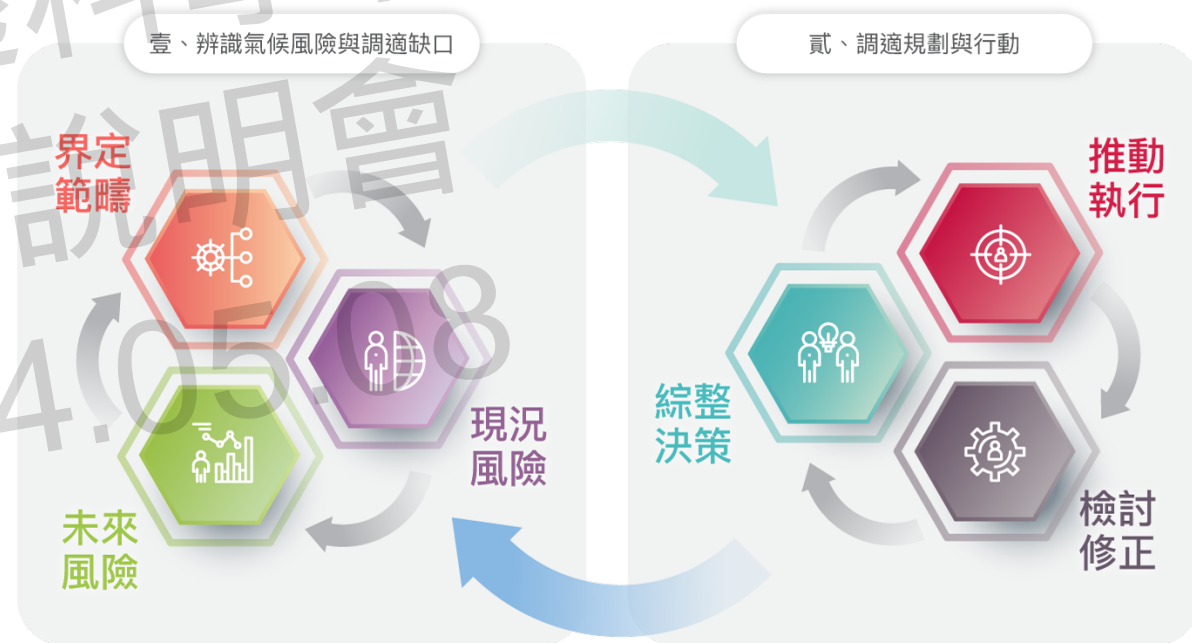 壹、辨識氣候風險與調適缺口
貳、調適規劃與行動
界定
範疇
現況
風險
未來
風險
推動
執行
綜整
決策
檢討
修正
說明會
4.05.08